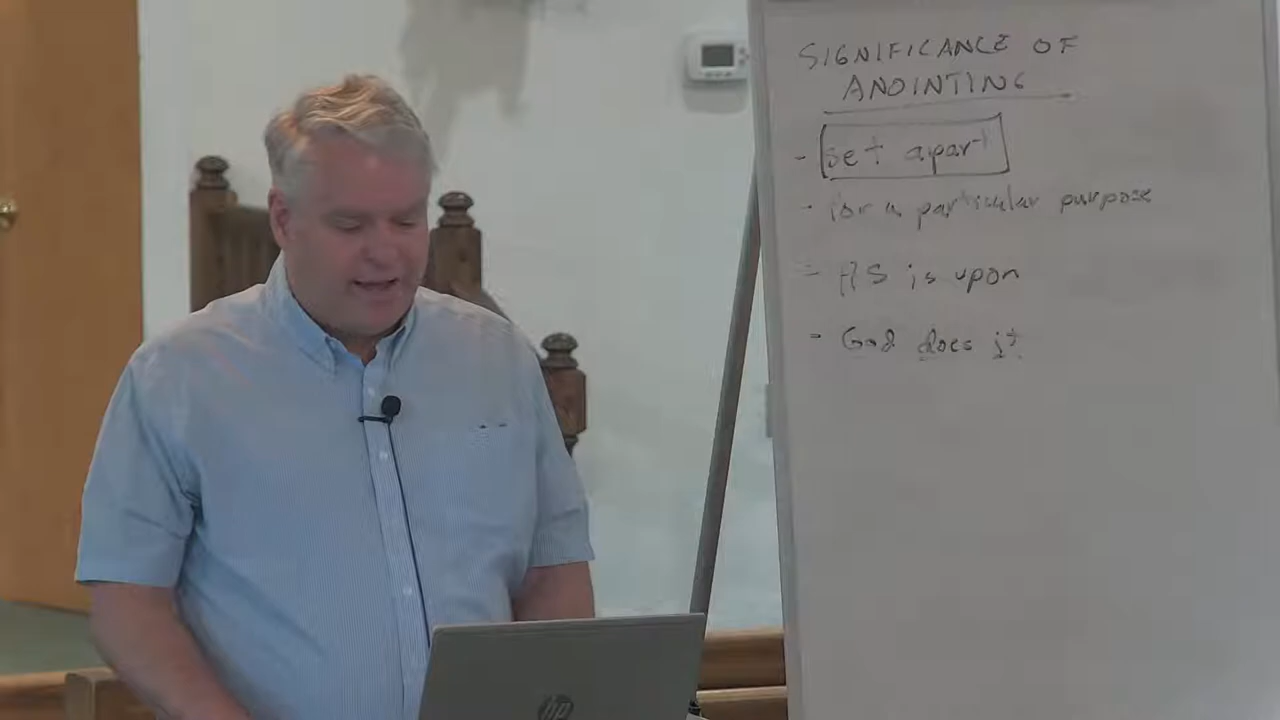 SIGNIFICANCE OF
ANOINTING
- set apart
- for a particular purpose
- HS is upon
- God does it
hp